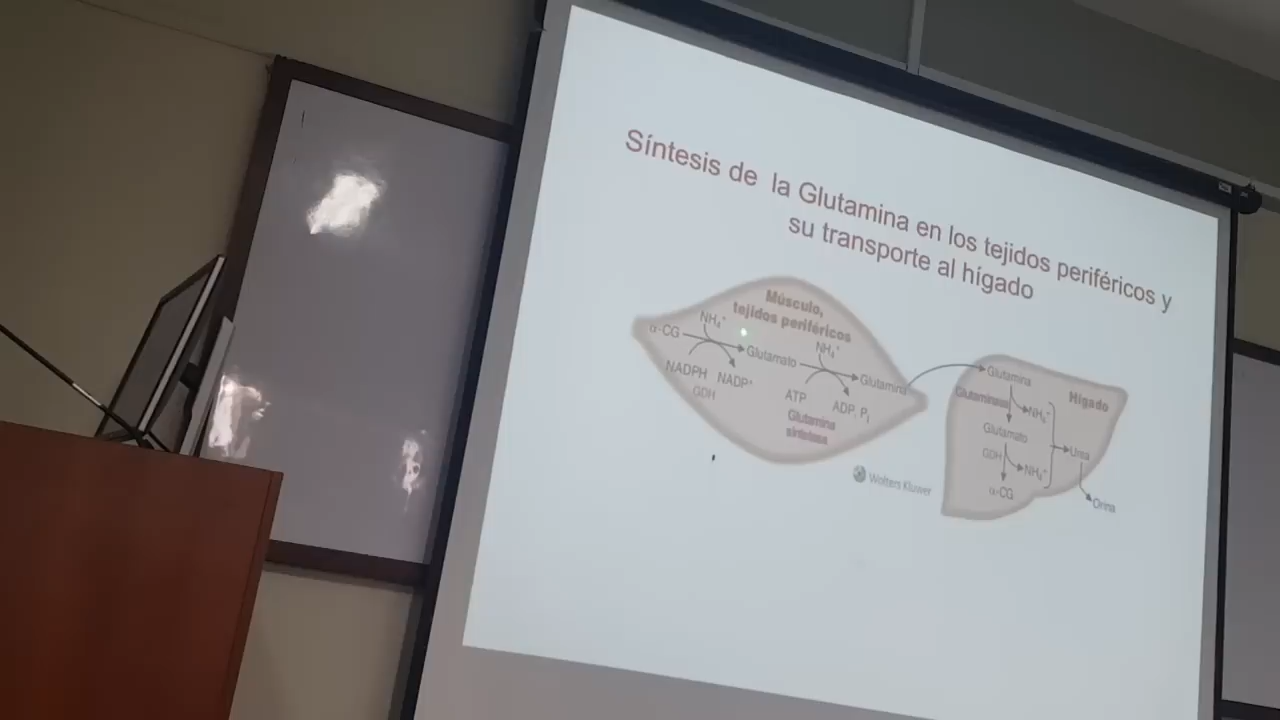 Síntesis de la Glutamina en los tejidos periféricos y
su transporte al hígado
Músculo,
tejidos periféricos
α-CG
NH₄⁺
Glutamato
NH₄⁺
Glutamina
NADPH
NADP⁺
GDH
ATP
ADP, Pᵢ
Glutamina
sintetasa
Wolters Kluwer
Hígado
Glutamina
Glutaminasa
NH₄⁺
Glutamato
GDH
NH₄⁺
α-CG
Urea
Orina